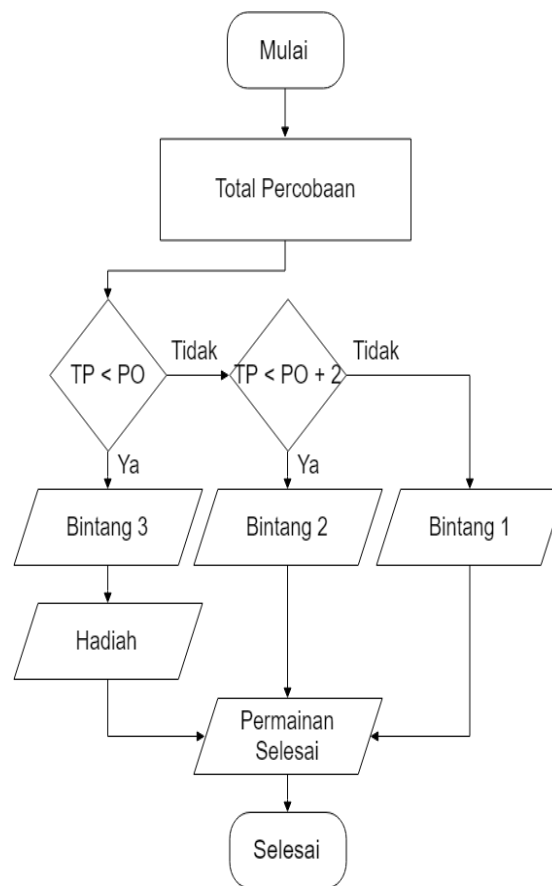 Mulai
Total Percobaan
TP < PO
Tidak
TP < PO + 2
Tidak
Ya
Ya
Bintang 3
Bintang 2
Bintang 1
Hadiah
Permainan
Selesai
Selesai